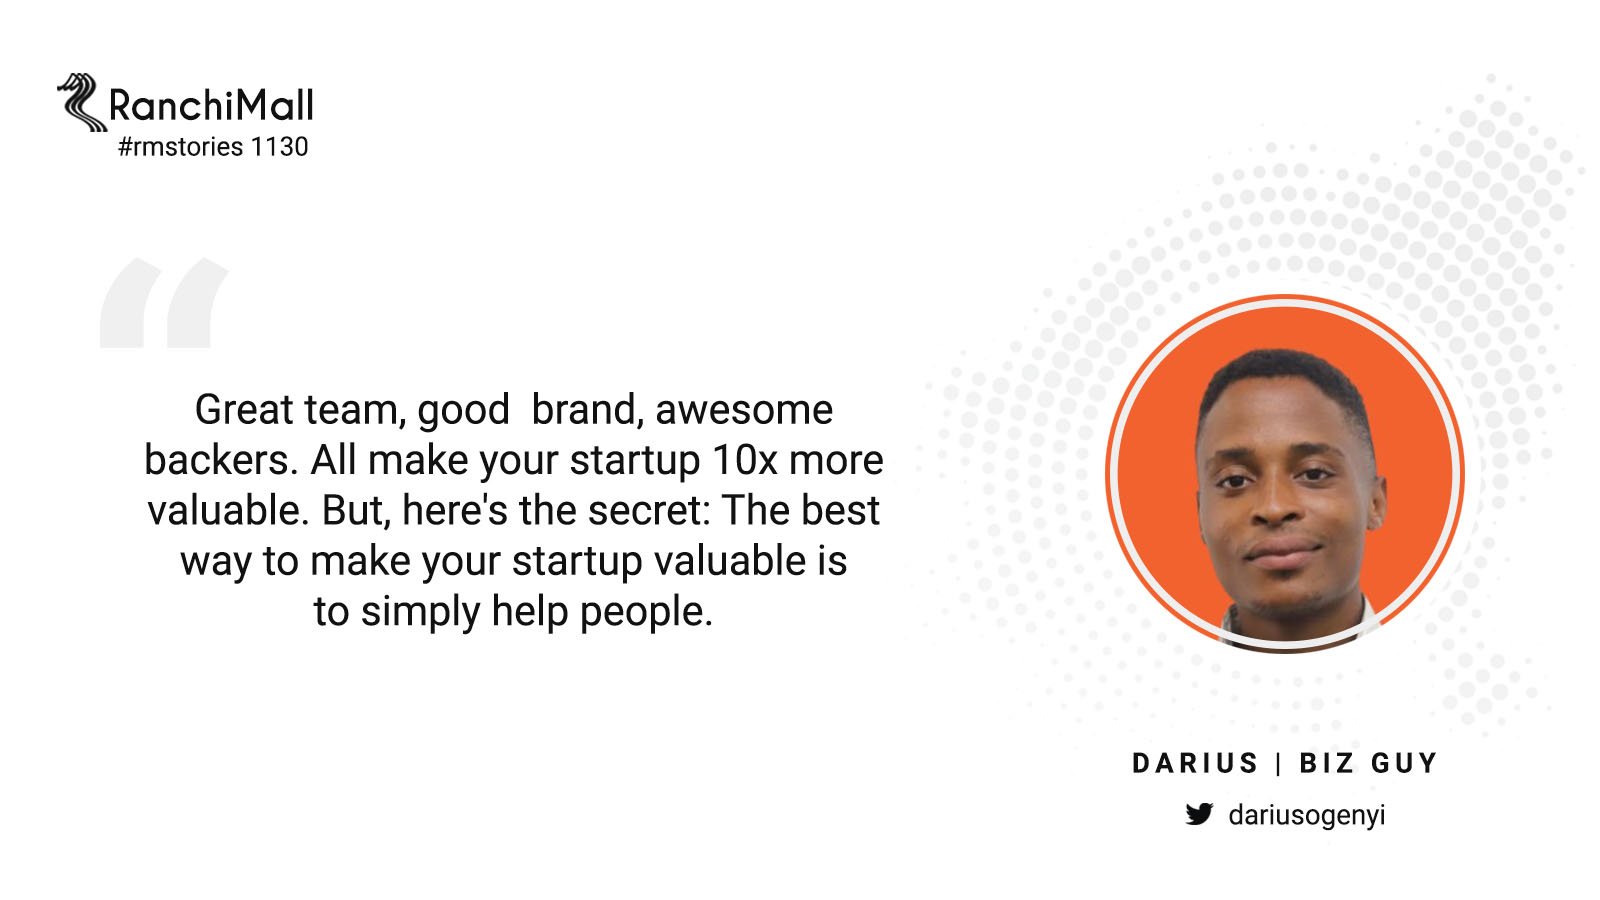 RanchiMall
#rmstories 1130
“
Great team, good  brand, awesome
backers. All make your startup 10x more
valuable. But, here's the secret: The best
way to make your startup valuable is
to simply help people.
DARIUS | BIZ GUY
dariusogenyi